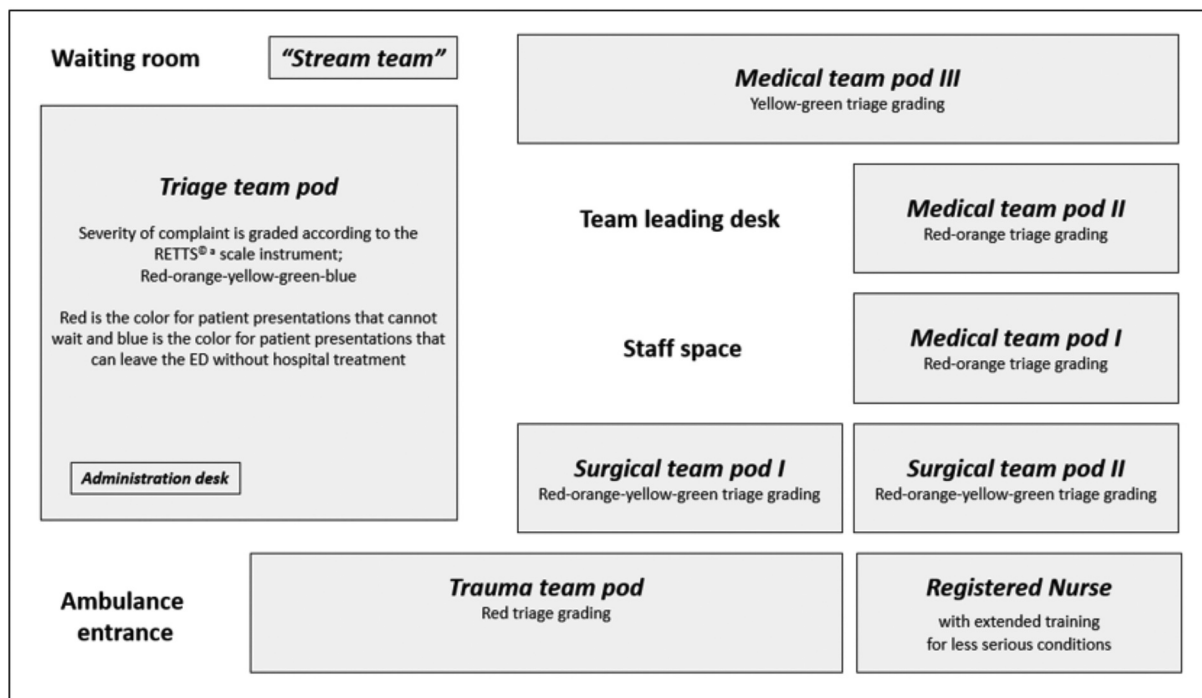 Waiting room
“Stream team”
Triage team pod
Severity of complaint is graded according to the
RETTS©ª scale instrument;
Red-orange-yellow-green-blue
Red is the color for patient presentations that cannot
wait and blue is the color for patient presentations that
can leave the ED without hospital treatment
Administration desk
Medical team pod III
Yellow-green triage grading
Team leading desk
Medical team pod II
Red-orange triage grading
Staff space
Medical team pod I
Red-orange triage grading
Surgical team pod I
Red-orange-yellow-green triage grading
Surgical team pod II
Red-orange-yellow-green triage grading
Ambulance
entrance
Trauma team pod
Red triage grading
Registered Nurse
with extended training
for less serious conditions